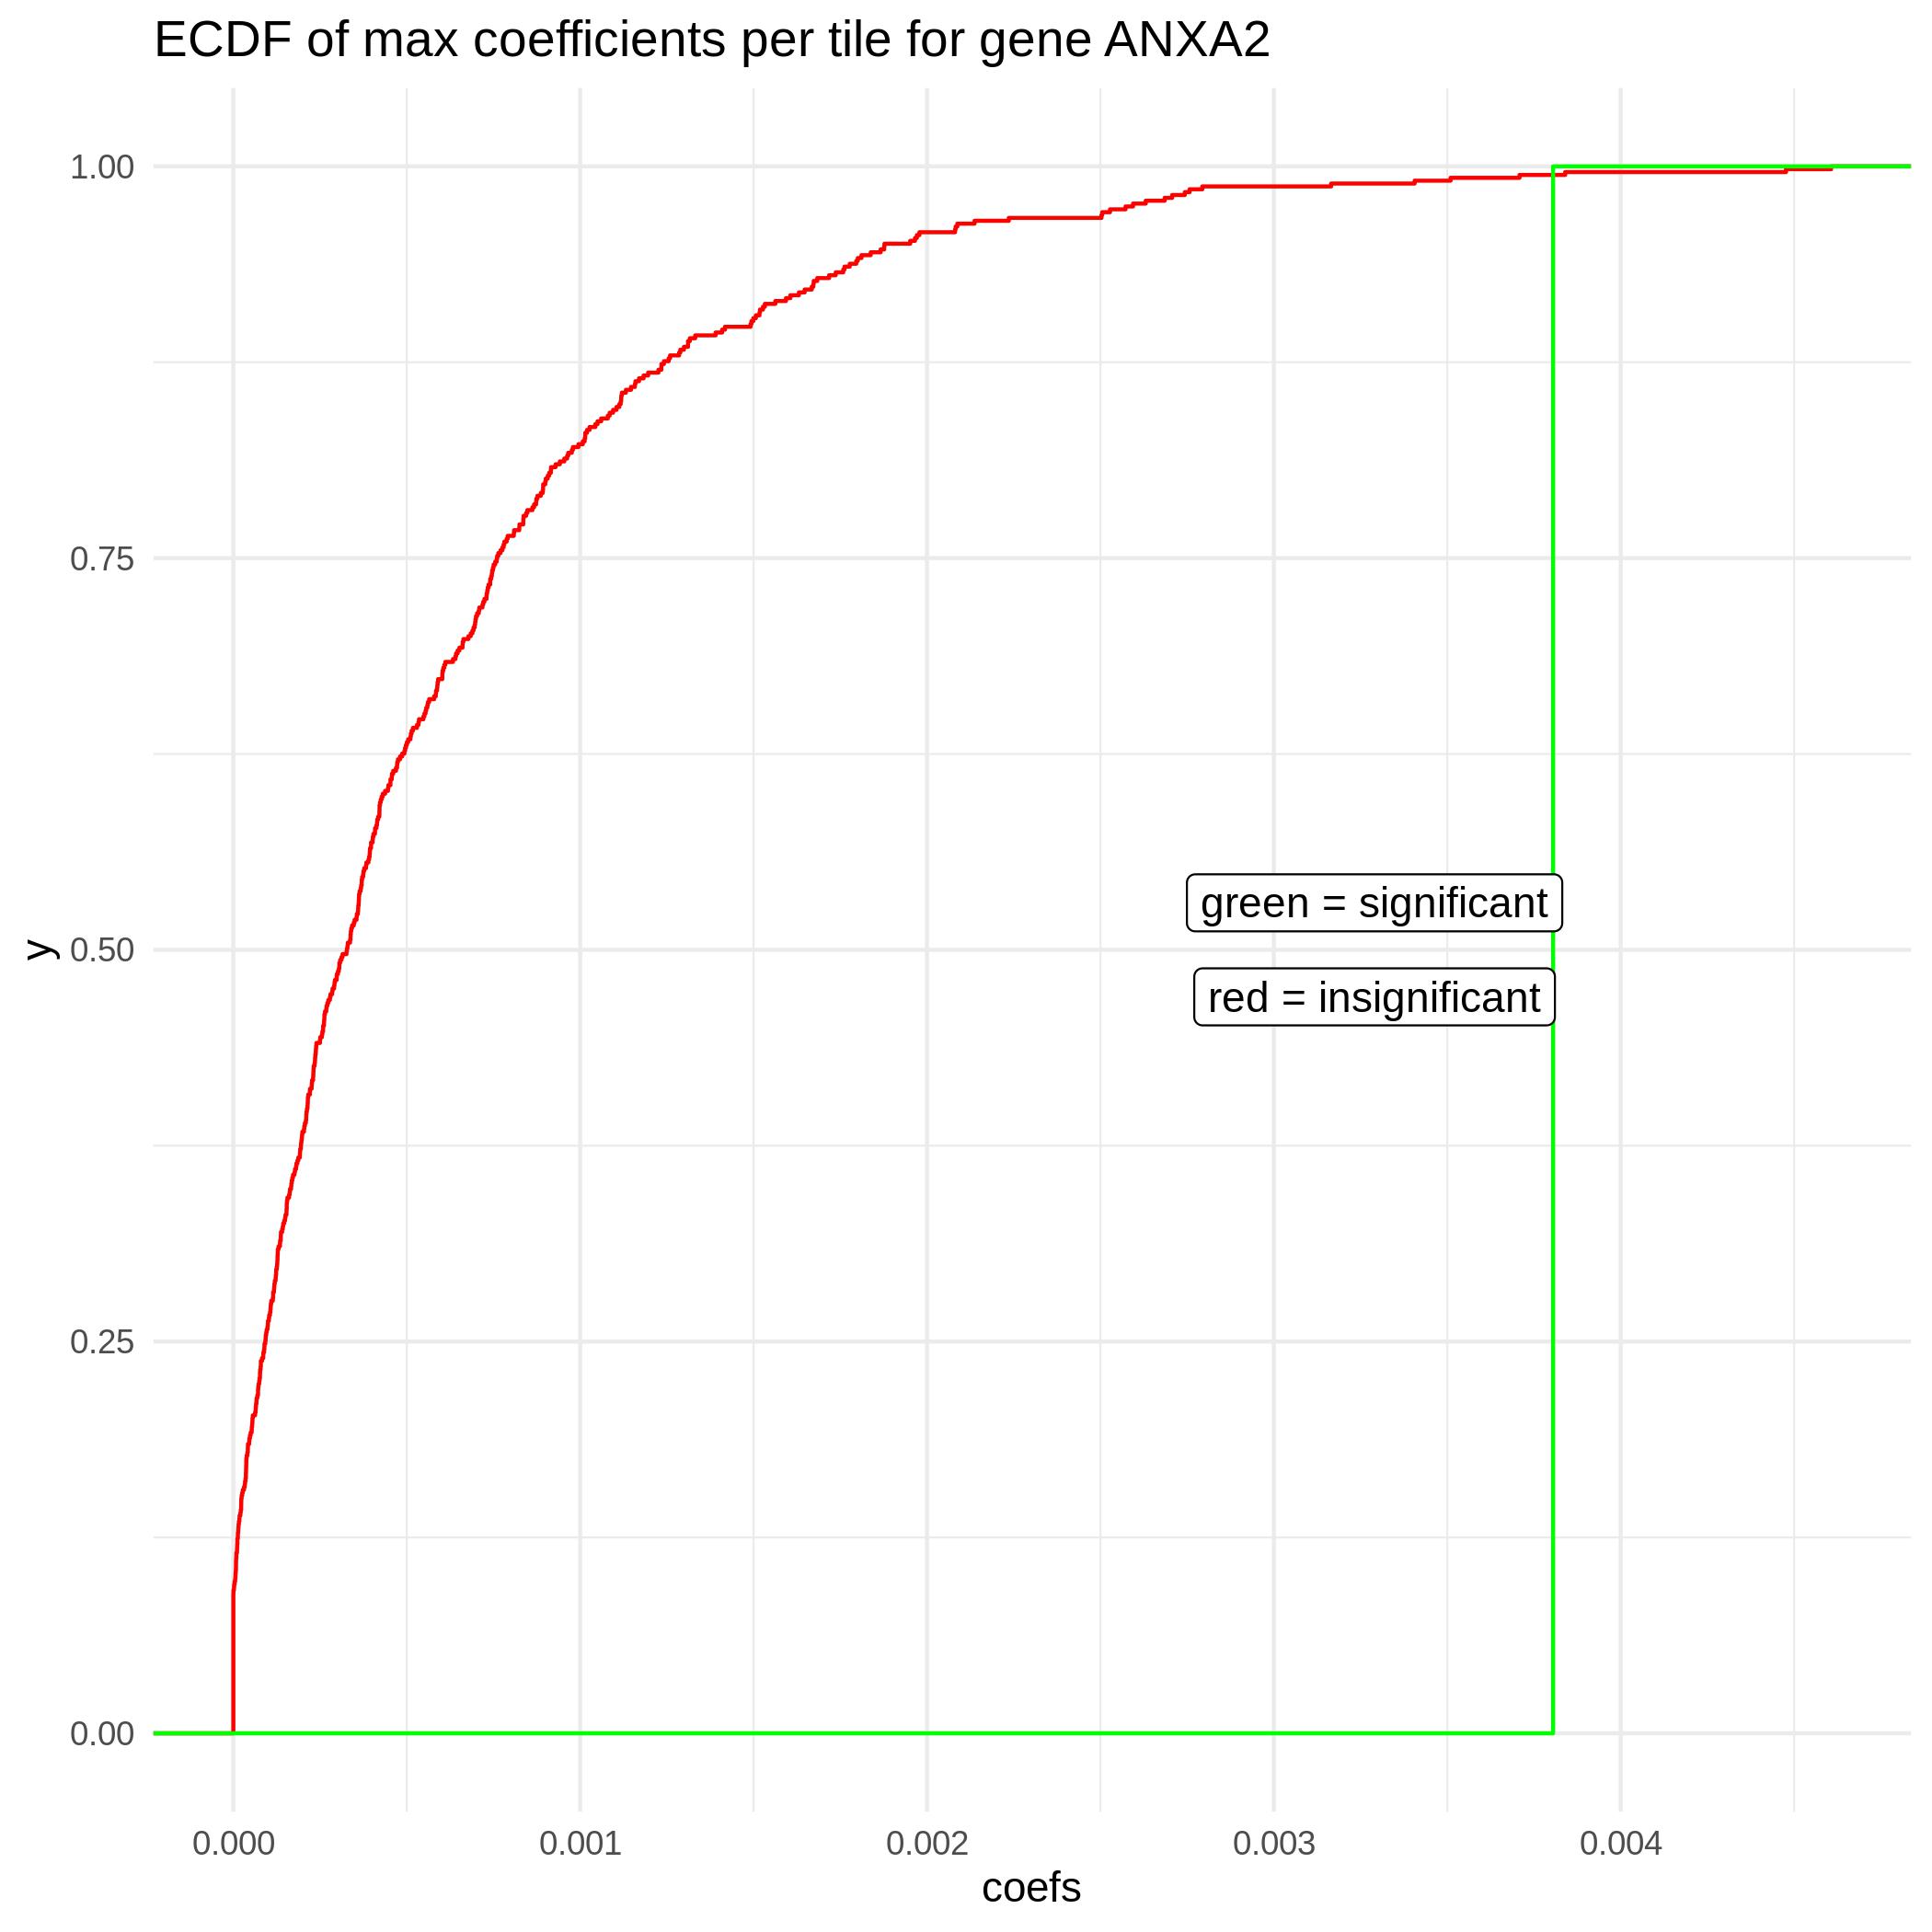 ECDF of max coefficients per tile for gene ANXA2
1.00
0.75
0.50
0.25
0.00
y
green = significant
red = insignificant
0.000 0.001 0.002 0.003 0.004
coefs